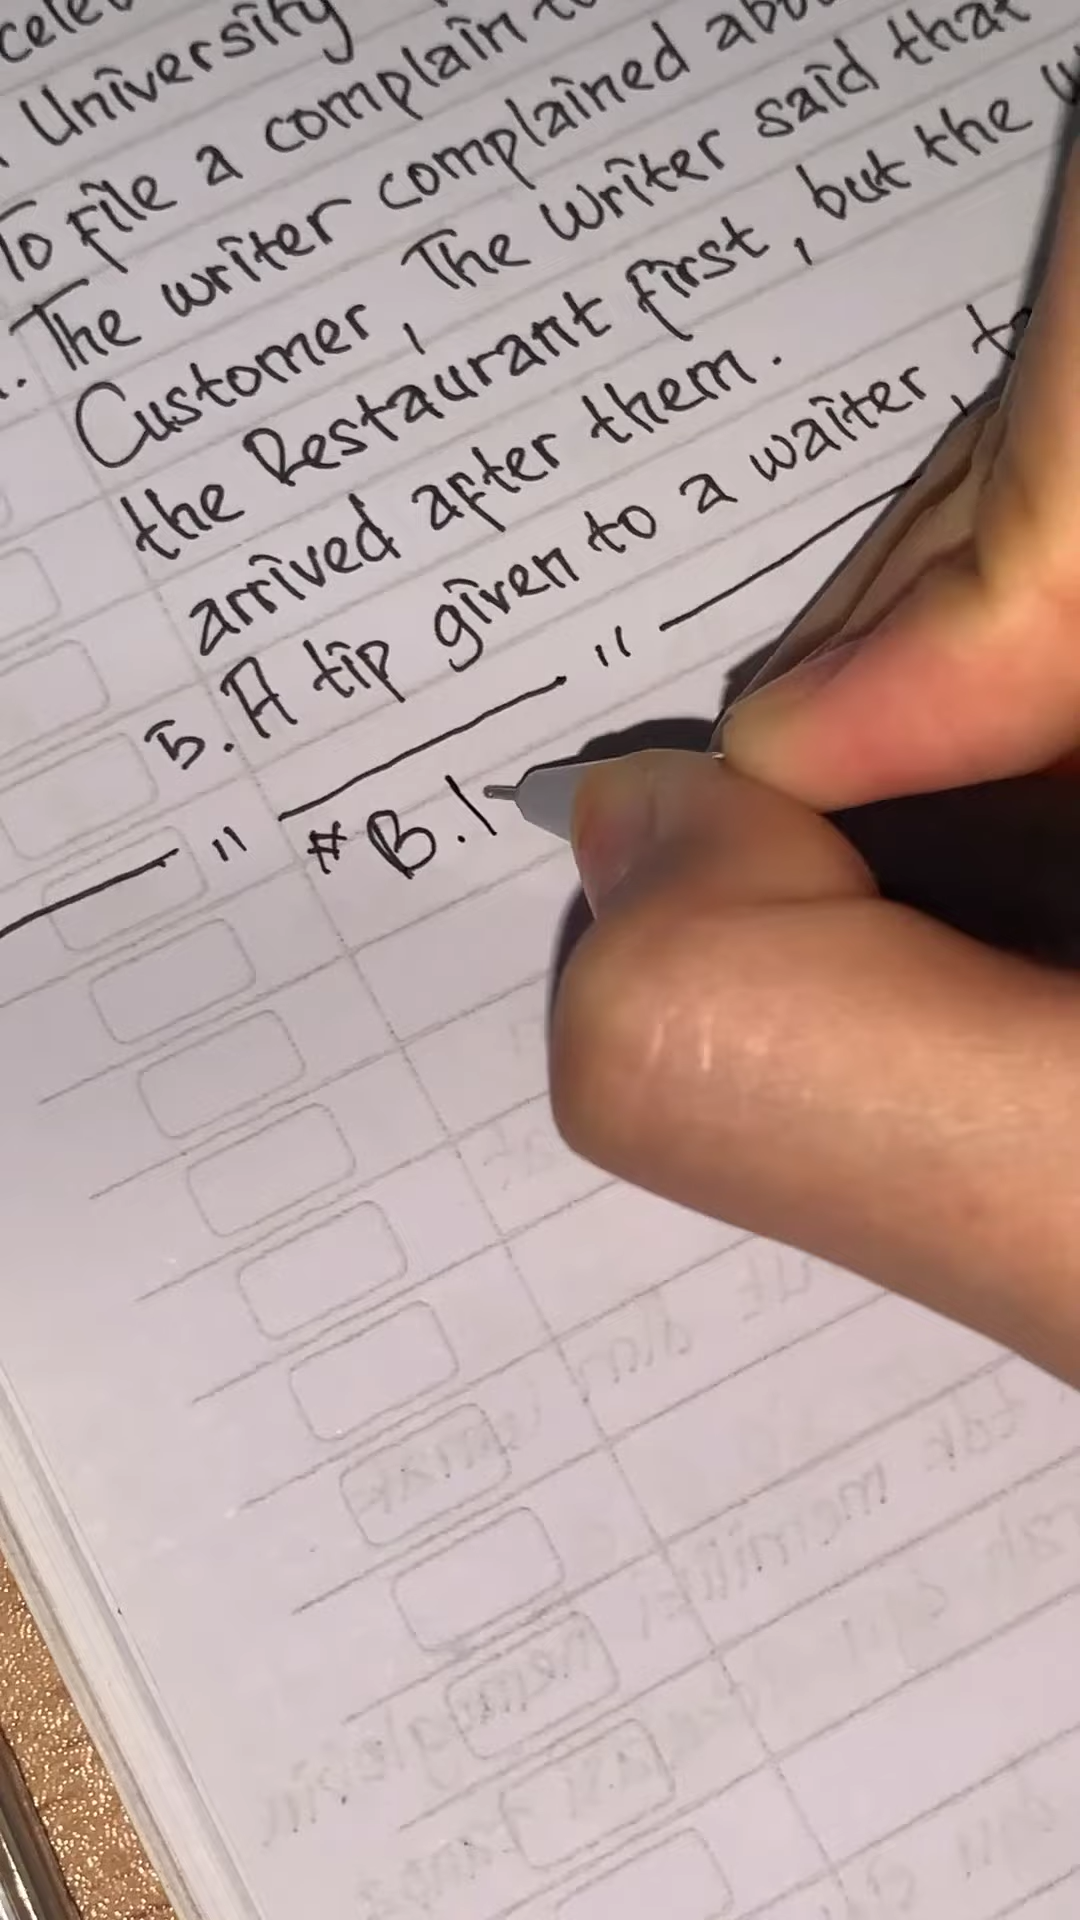 University
To file a complain
The writer complained
Customer, The writer said that
the Restaurant first, but the
arrived after them.
5. A tip given to a waiter,
" "
* B.1